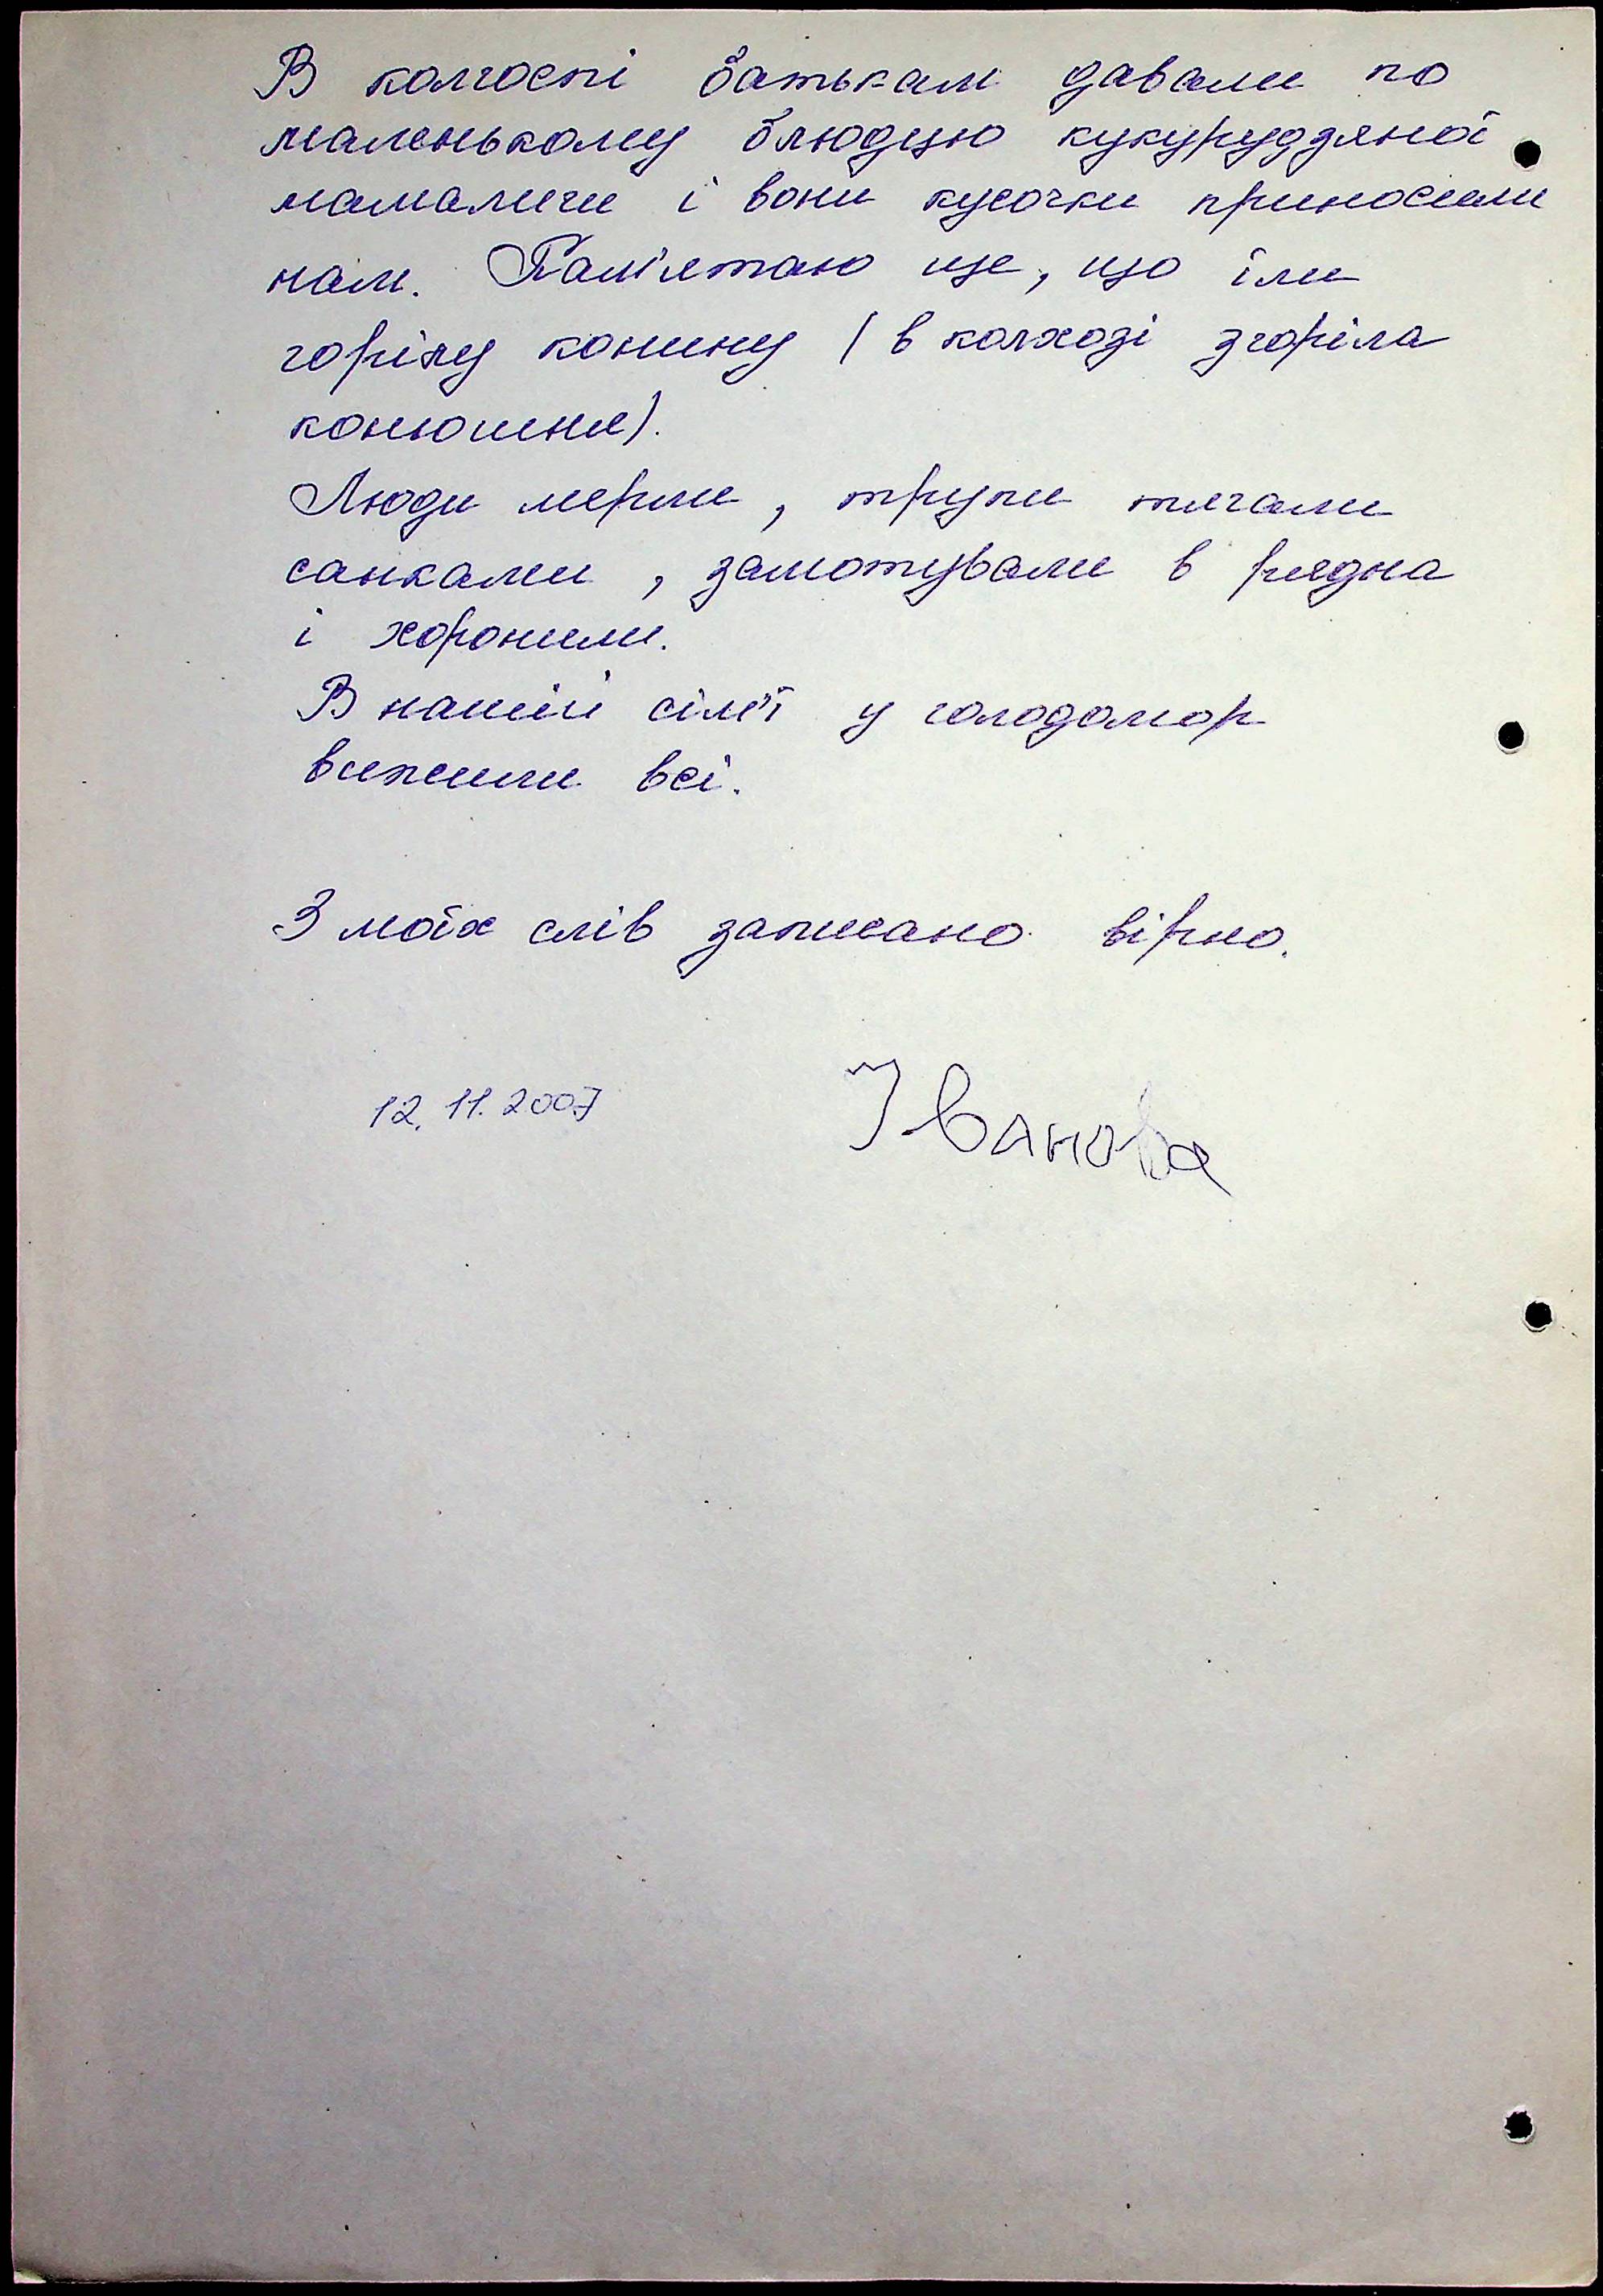 В колгоспі батькам давали по
маленькому блюдцю кукурудзяної
мамалиги і вони кусочки приносили
нам. Пам'ятаю ще, що їли
горілу конину (в колхозі згоріла
конюшня).
Люди мерли, трупи тягали
санками, замотували в рядна
і хоронили.
В нашій сім'ї у голодомор
вижили всі.
З моїх слів записано вірно.
12.11.2007 Іванова